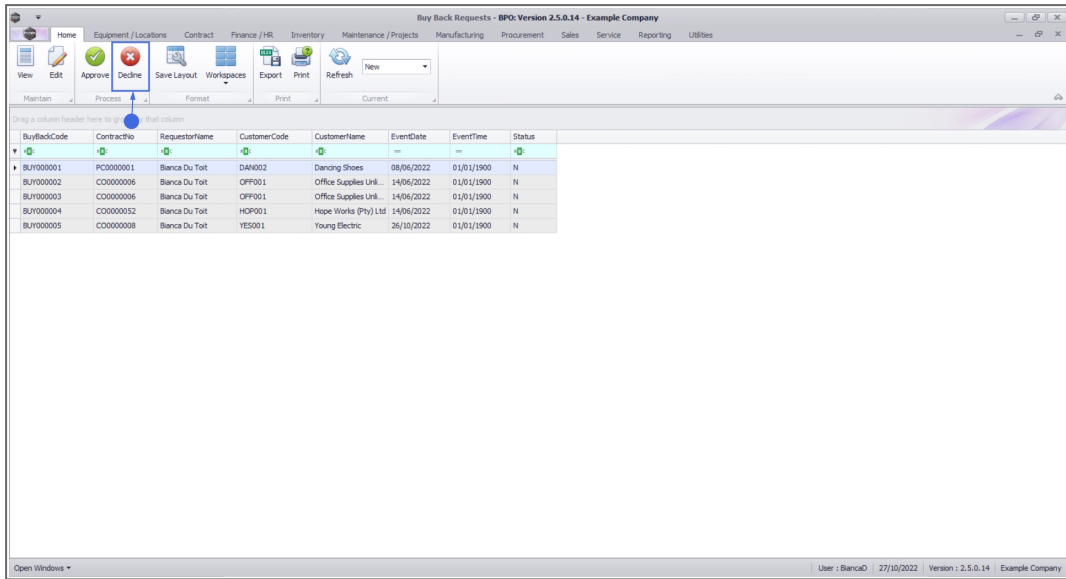 Buy Back Requests - BPO: Version 2.5.0.14 - Example Company
Home Equipment / Locations Contract Finance / HR Inventory Maintenance / Projects Manufacturing Procurement Sales Service Reporting Utilities
View Edit Approve Decline Save Layout Workspaces Export Print Refresh New
Maintain Process Format Print Current
Drag a column header here to group by that column
BuyBackCode ContractNo RequestorName CustomerCode CustomerName EventDate EventTime Status
BUY000001 PC0000001 Bianca Du Toit DAN002 Dancing Shoes 08/06/2022 01/01/1900 N
BUY000002 CO0000006 Bianca Du Toit OFF001 Office Supplies Unli... 14/06/2022 01/01/1900 N
BUY000003 CO0000006 Bianca Du Toit OFF001 Office Supplies Unli... 14/06/2022 01/01/1900 N
BUY000004 CO0000052 Bianca Du Toit HOP001 Hope Works (Pty) Ltd 14/06/2022 01/01/1900 N
BUY000005 CO0000008 Bianca Du Toit YES001 Young Electric 26/10/2022 01/01/1900 N
Open Windows User : BiancaD 27/10/2022 Version : 2.5.0.14 Example Company